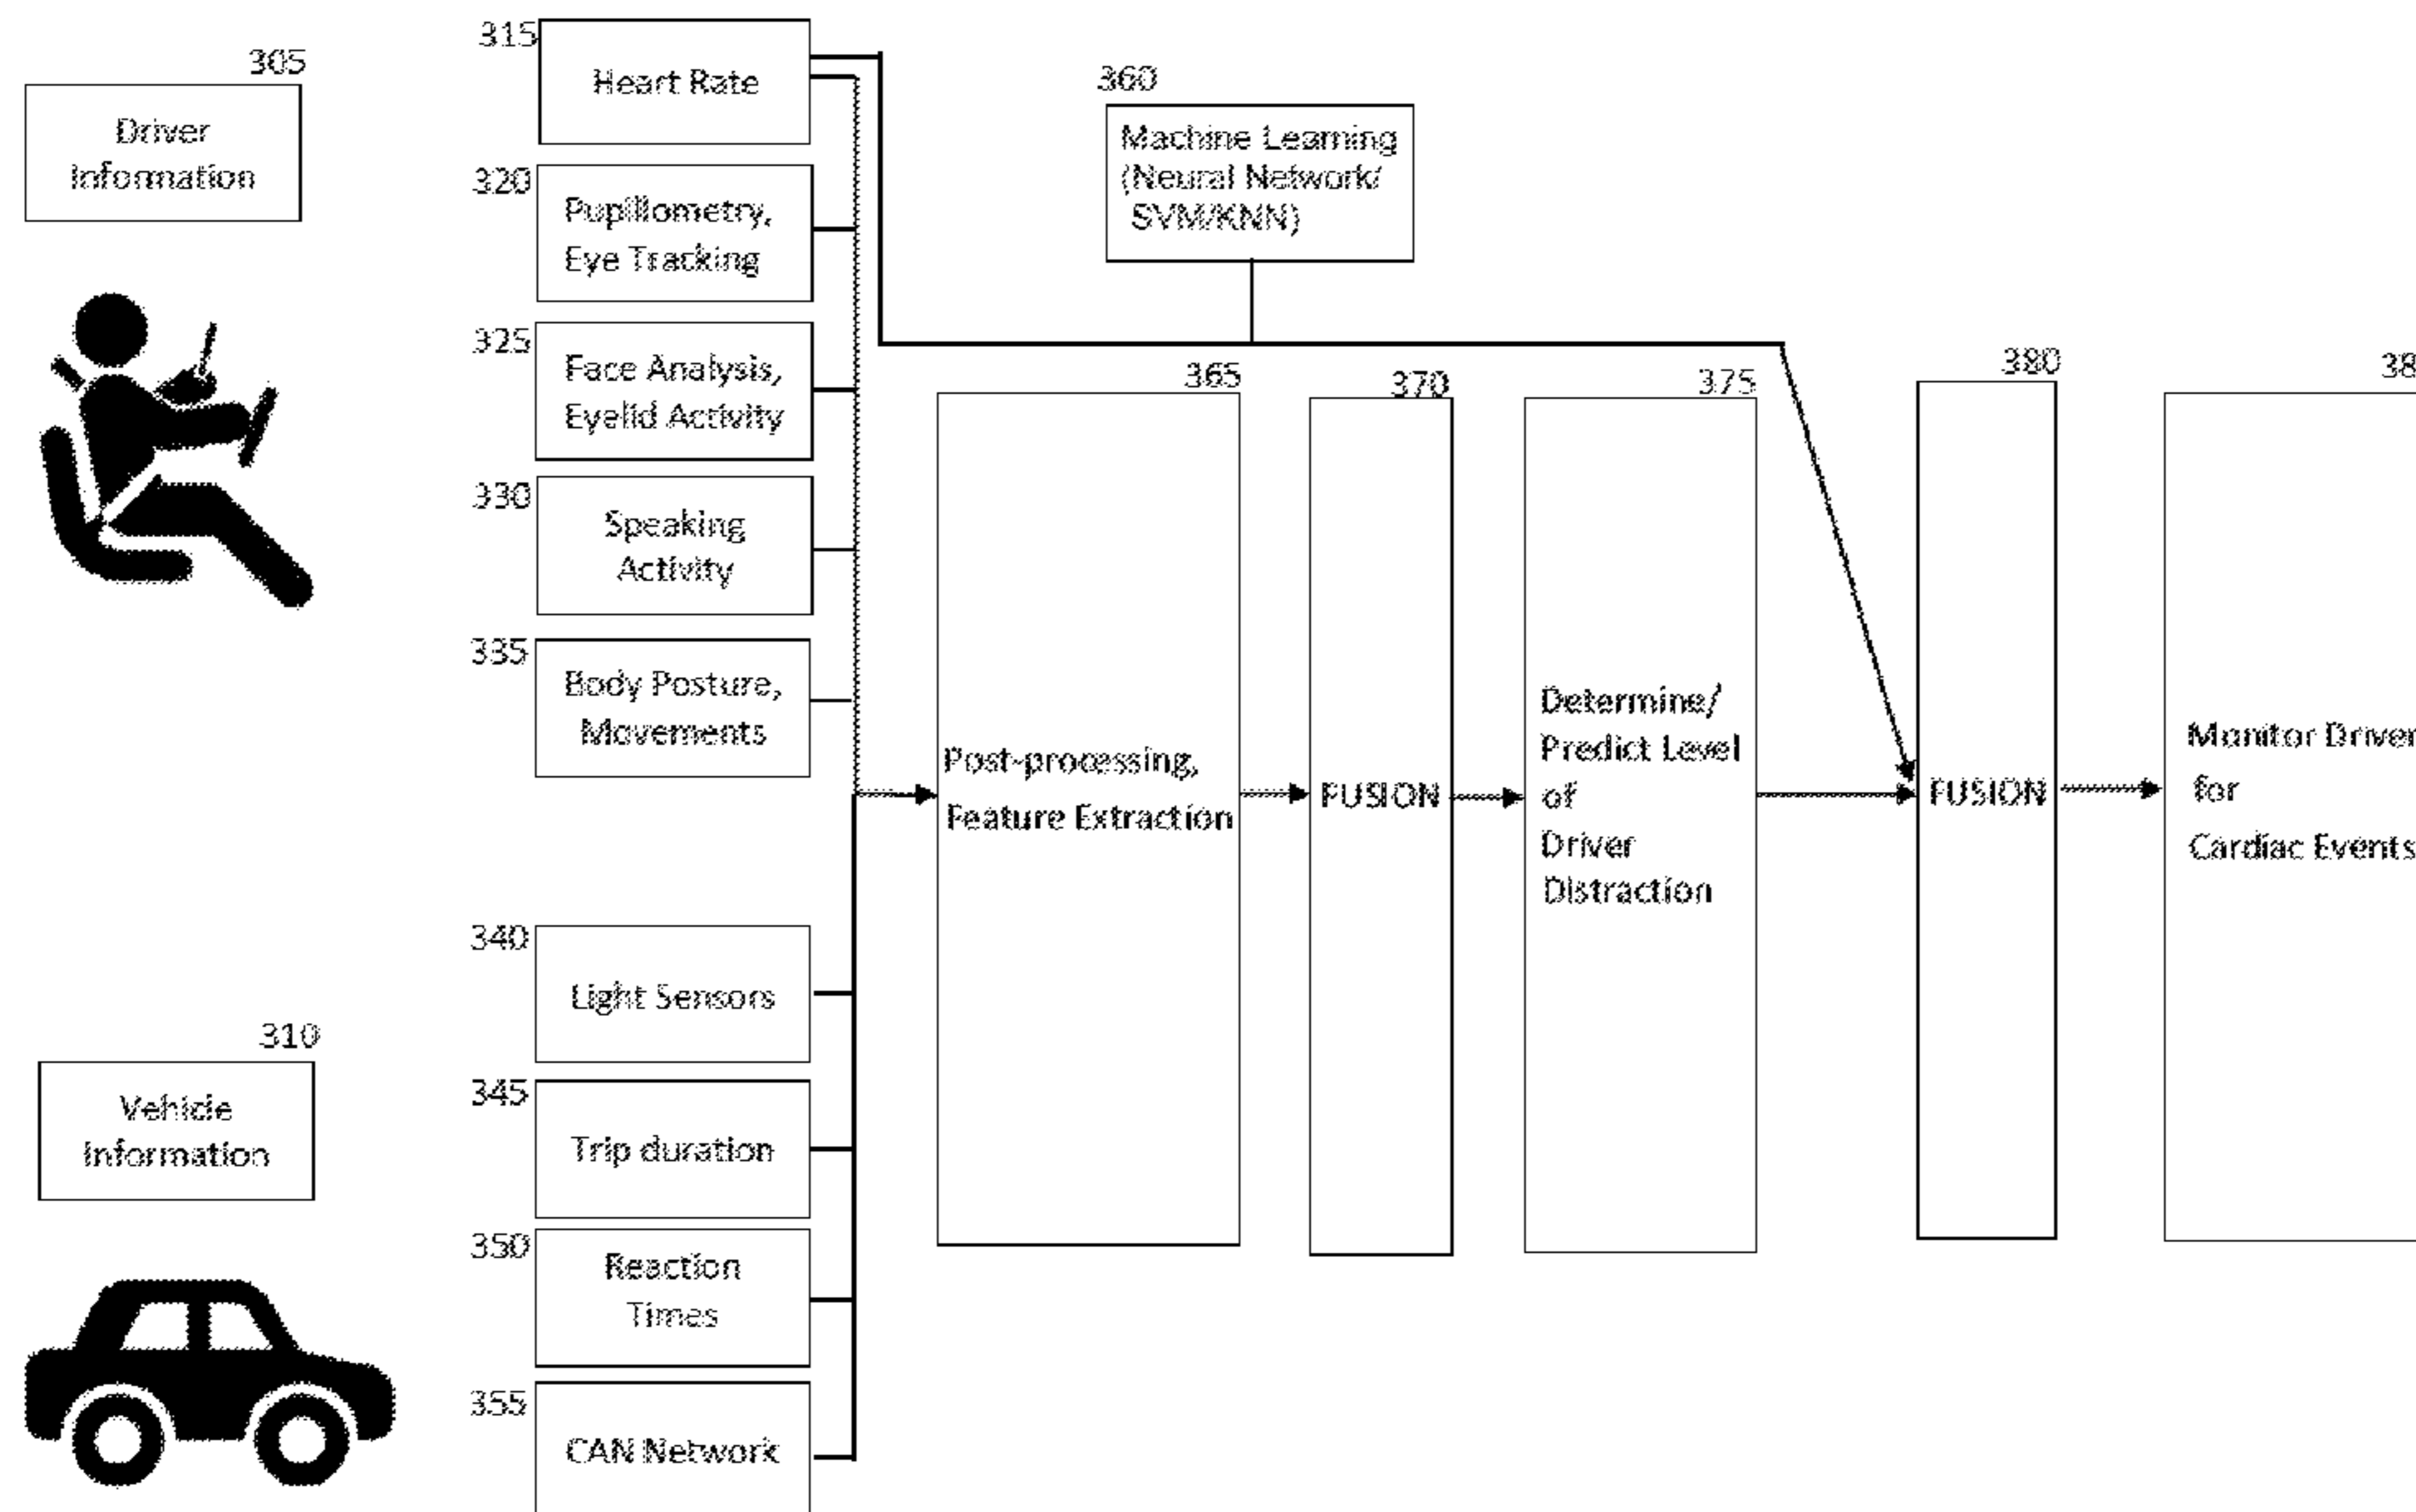 305
Driver
Information
310
Vehicle
Information
315
Heart Rate
320
Pupillometry,
Eye Tracking
325
Face Analysis,
Eyelid Activity
330
Speaking
Activity
335
Body Posture,
Movements
340
Light Sensors
345
Trip duration
350
Reaction
Times
355
CAN Network
360
Machine Learning
(Neural Network/
SVM/KNN)
365
Post-processing,
Feature Extraction
370
FUSION
375
Determine/
Predict Level
of
Driver
Distraction
380
FUSION
38
Monitor Driver
for
Cardiac Events